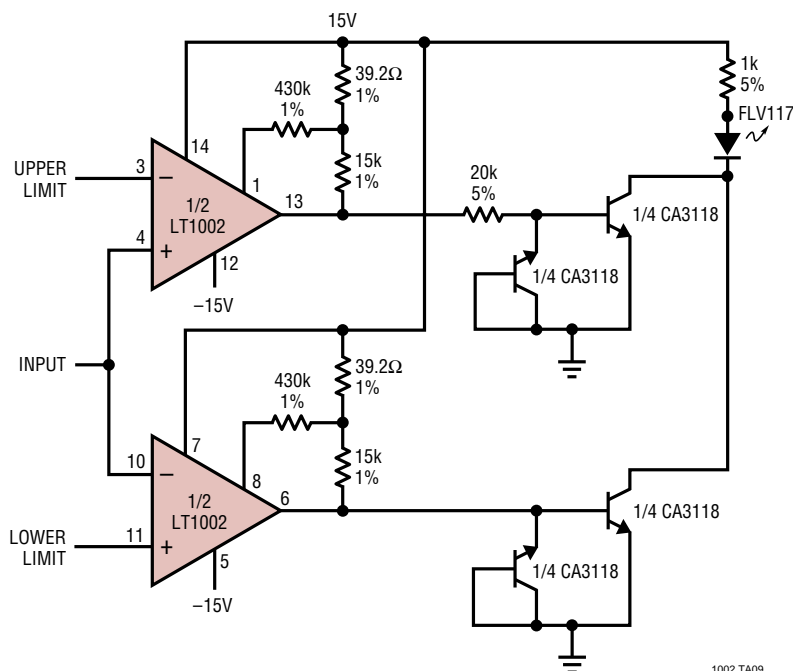 15V
39.2Ω
1%
430k
1%
15k
1%
1k
5%
FLV117
14
UPPER
LIMIT
3
–
1/2
LT1002
1
13
4
+
12
–15V
20k
5%
1/4 CA3118
1/4 CA3118
INPUT
39.2Ω
1%
430k
1%
15k
1%
7
10
–
8
1/2
LT1002
6
LOWER
LIMIT
11
+
5
–15V
1/4 CA3118
1/4 CA3118
1002 TA09